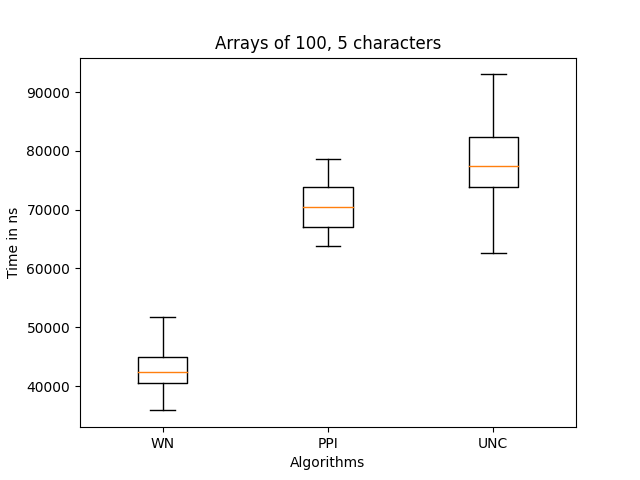 Arrays of 100, 5 characters
90000
80000
70000
60000
50000
40000
Time in ns
WN
PPI
UNC
Algorithms